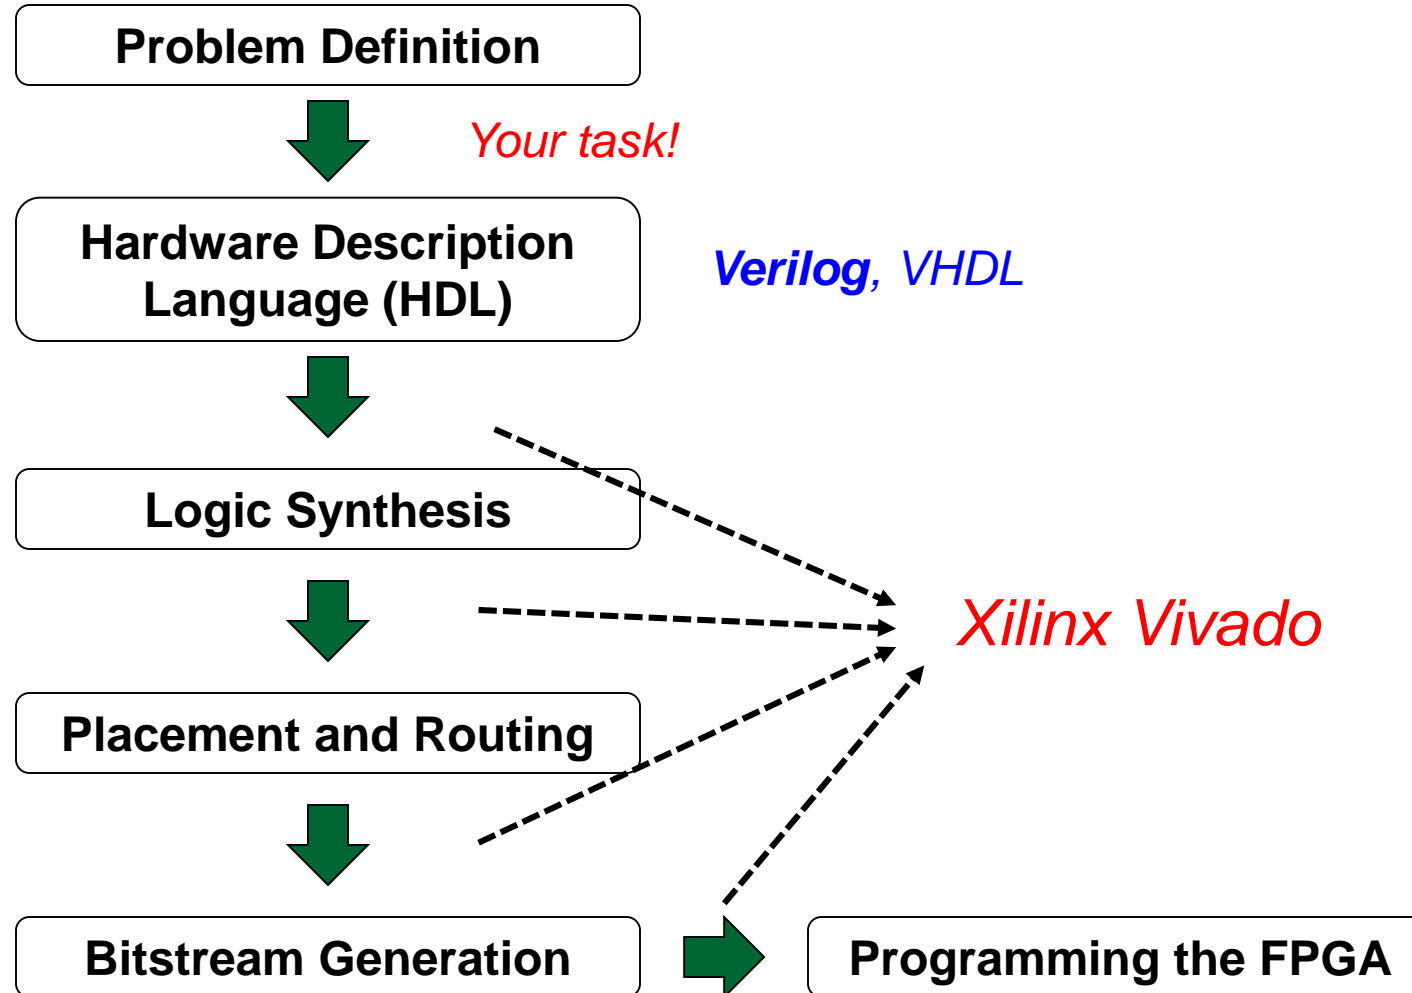 Problem Definition
Your task!
Hardware Description
Language (HDL)
Verilog, VHDL
Logic Synthesis
Xilinx Vivado
Placement and Routing
Bitstream Generation
Programming the FPGA